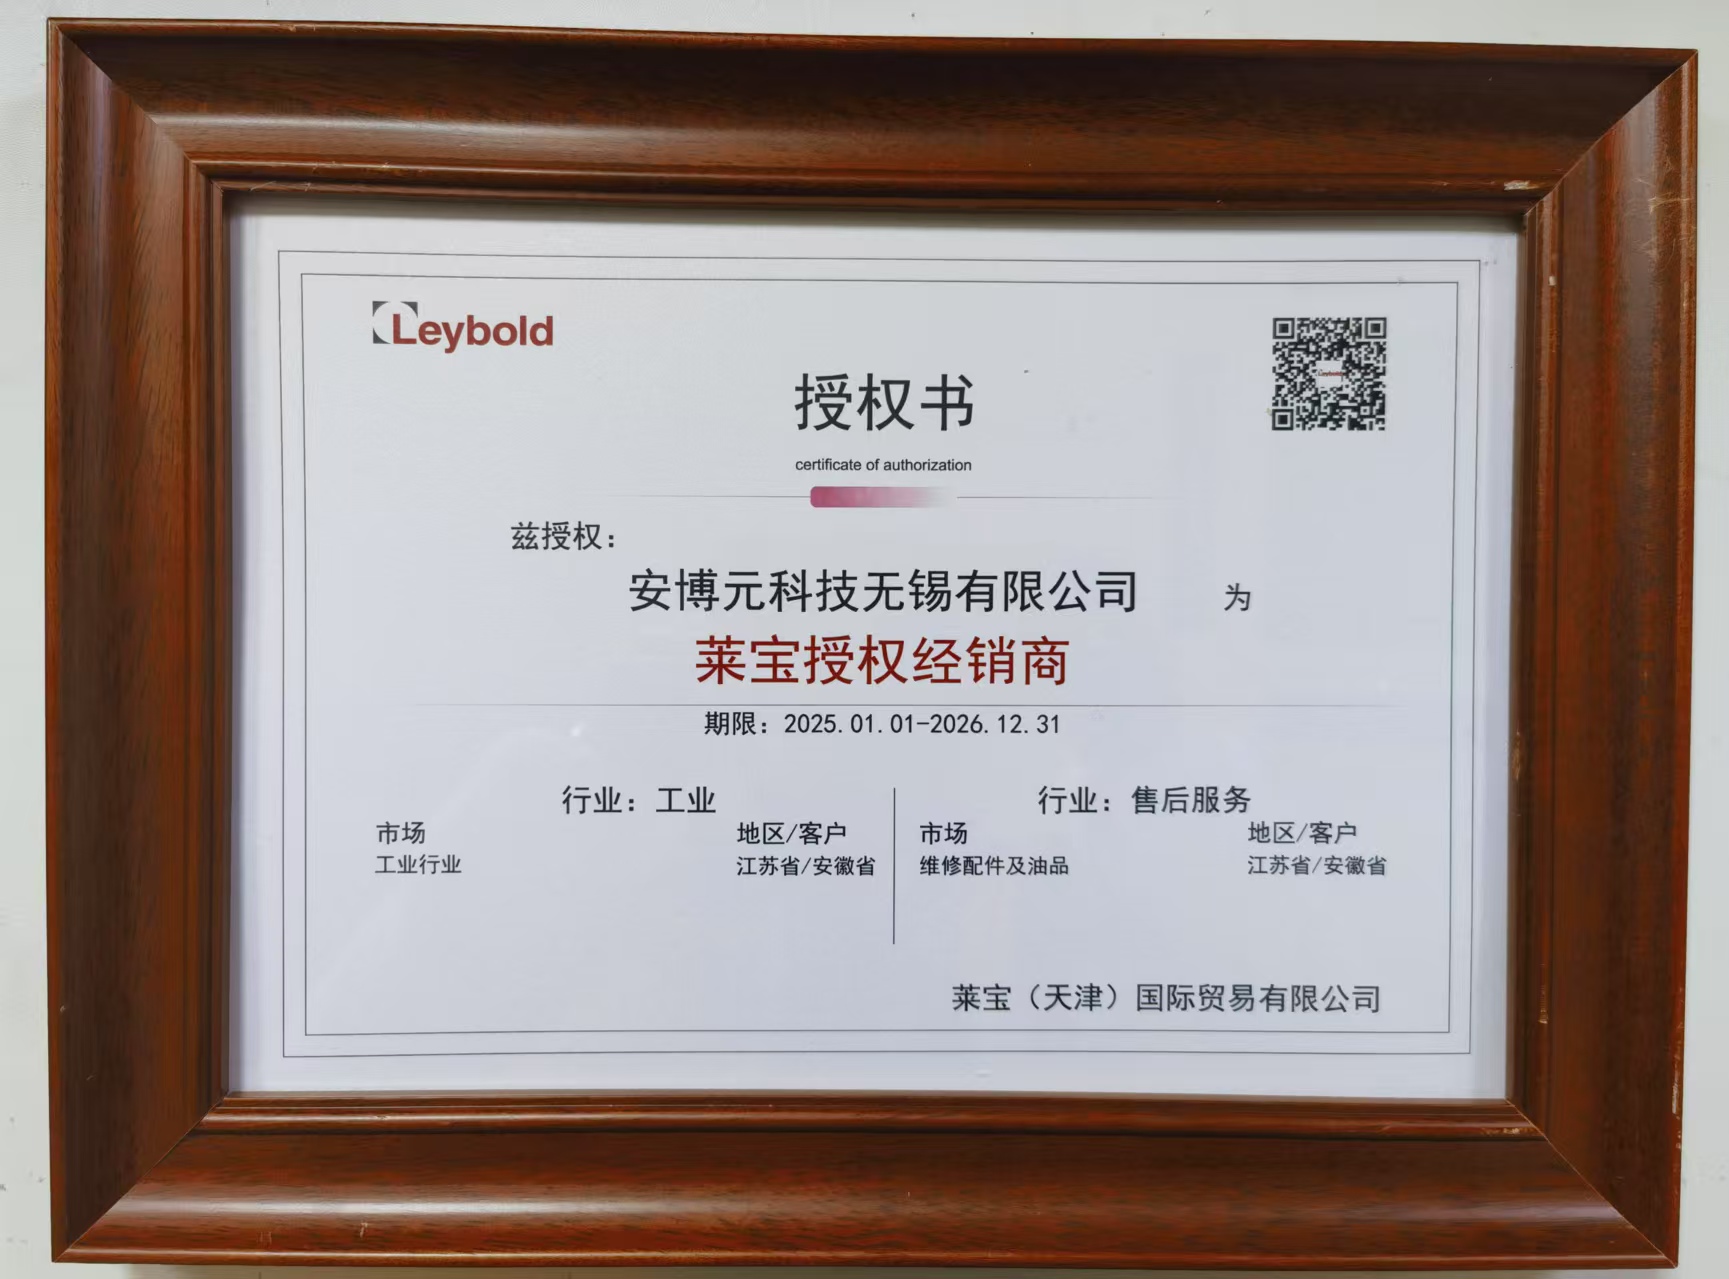 Leybold
授权书
certificate of authorization
兹授权：
安博元科技无锡有限公司 为
莱宝授权经销商
期限：2025.01.01-2026.12.31
行业：工业
市场 地区/客户
工业行业 江苏省/安徽省
行业：售后服务
市场 地区/客户
维修配件及油品 江苏省/安徽省
莱宝（天津）国际贸易有限公司
Leybold